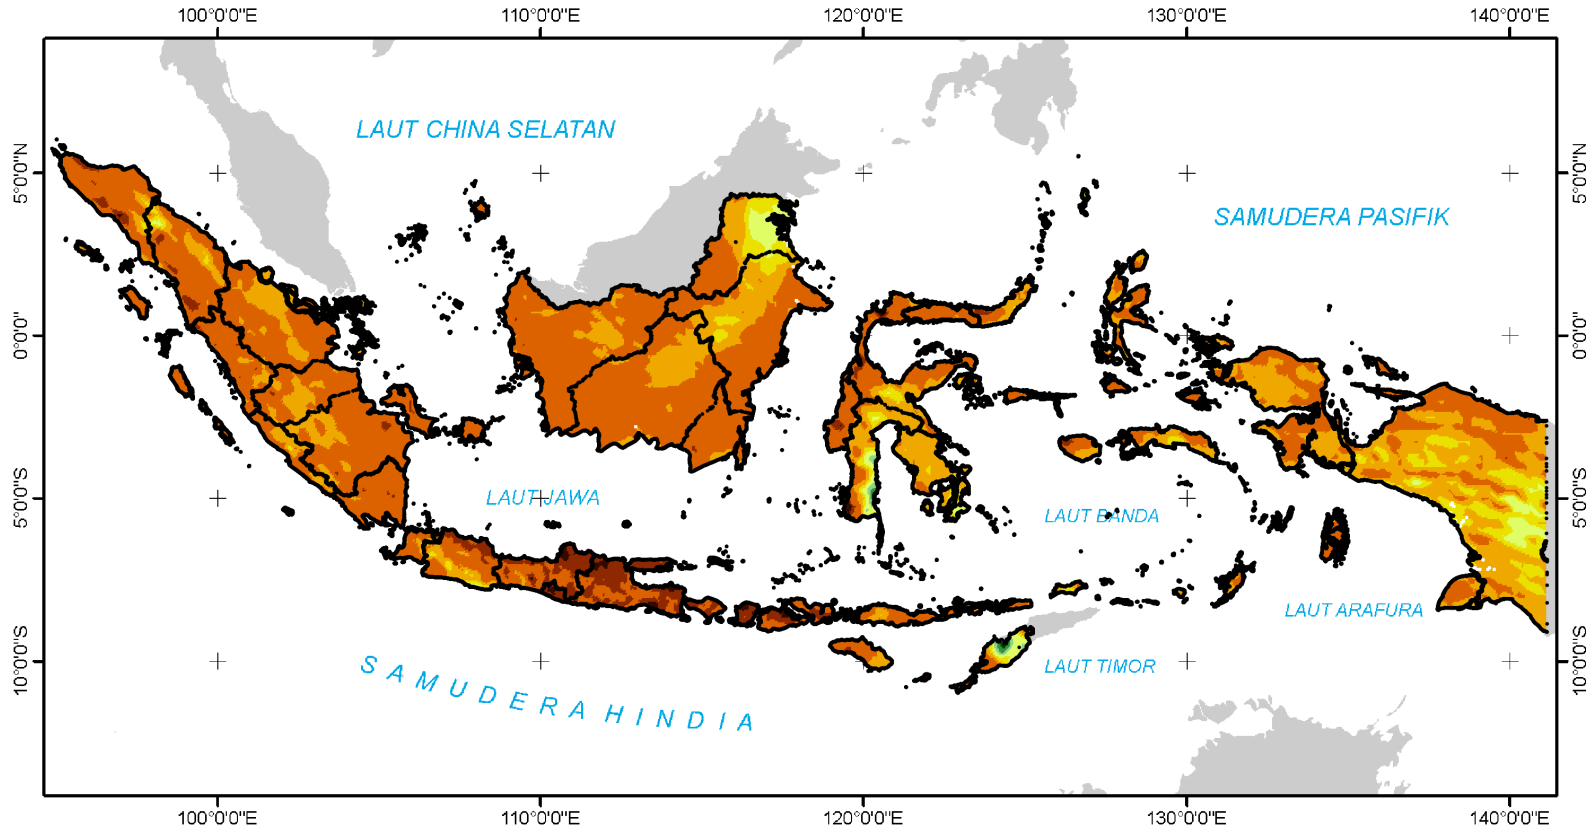 100°0'0"E 110°0'0"E 120°0'0"E 130°0'0"E 140°0'0"E
LAUT CHINA SELATAN
5°0'0"N 5°0'0"N
SAMUDERA PASIFIK
0°0'0" 0°0'0"
LAUT JAWA
5°0'0"S 5°0'0"S
LAUT BANDA
LAUT ARAFURA
10°0'0"S 10°0'0"S
LAUT TIMOR
SAMUDERA HINDIA
100°0'0"E 110°0'0"E 120°0'0"E 130°0'0"E 140°0'0"E